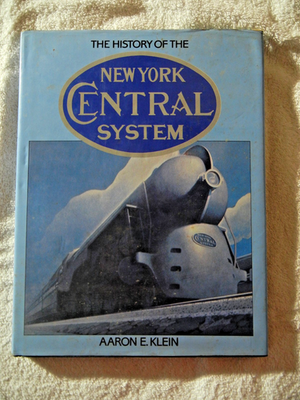 THE HISTORY OF THE
NEW YORK
CENTRAL
SYSTEM
AARON E. KLEIN